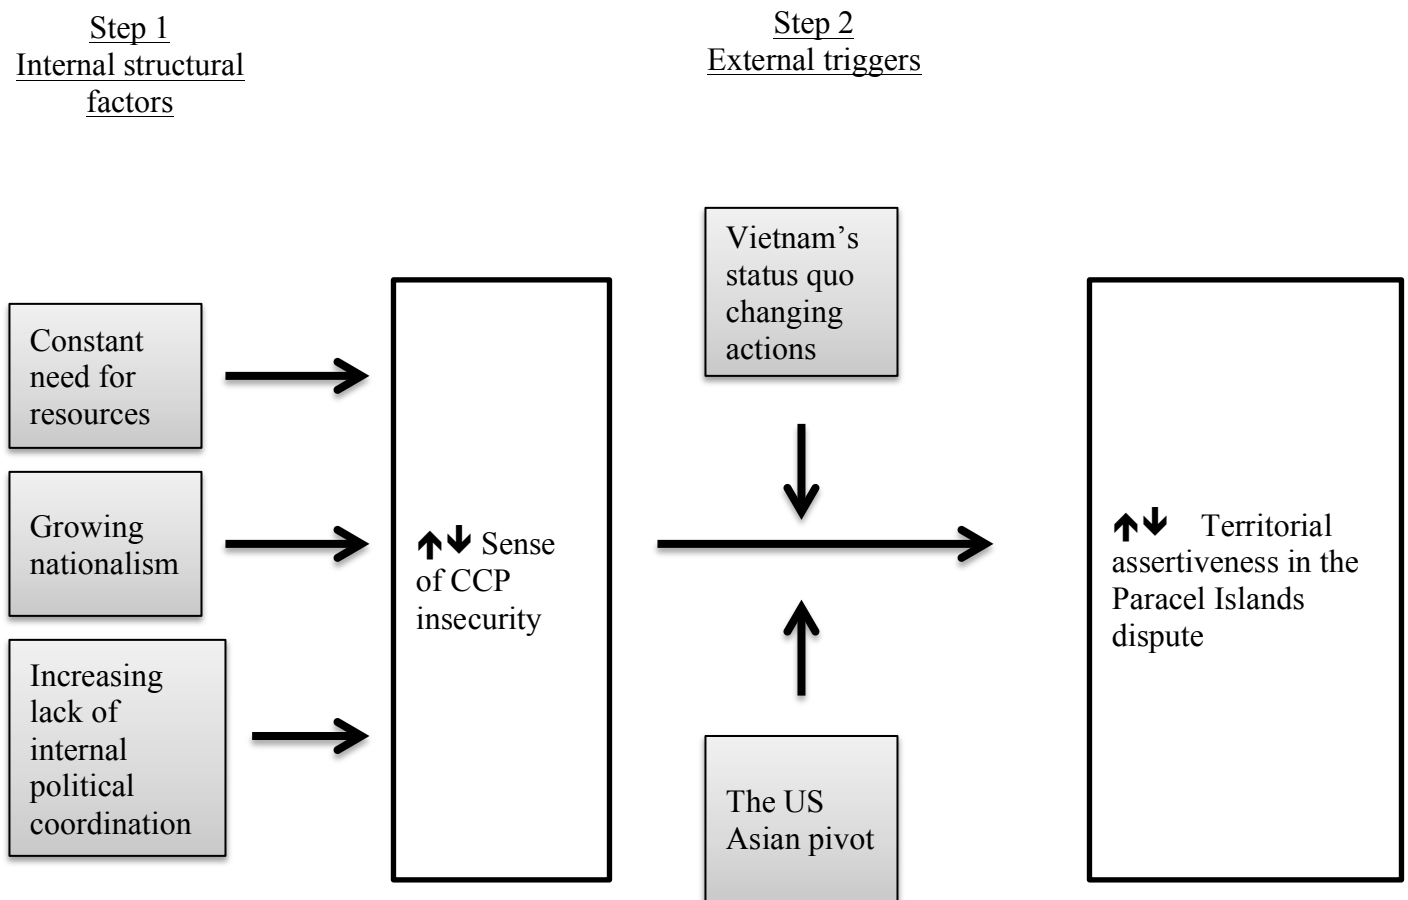 Step 1
Internal structural
factors
Step 2
External triggers
Constant
need for
resources
Growing
nationalism
Increasing
lack of
internal
political
coordination
↑↓ Sense
of CCP
insecurity
Vietnam’s
status quo
changing
actions
The US
Asian pivot
↑↓ Territorial
assertiveness in the
Paracel Islands
dispute